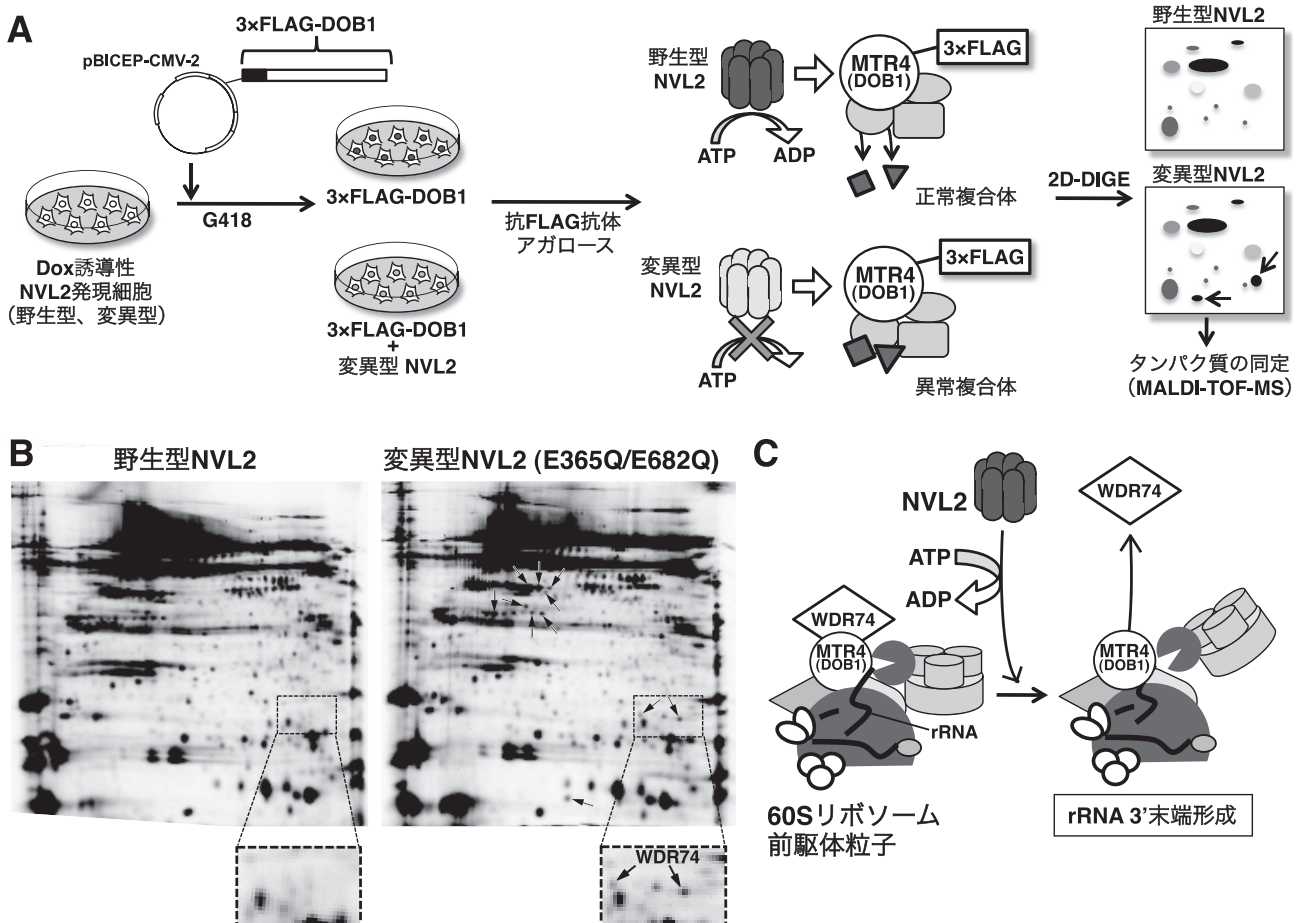 A
3×FLAG-DOB1
pBICEP-CMV-2
G418
Dox誘導性
NVL2発現細胞
（野生型、変異型）
3×FLAG-DOB1
3×FLAG-DOB1
+
変異型 NVL2
抗FLAG抗体
アガロース
野生型
NVL2
ATP
ADP
MTR4
(DOB1)
3×FLAG
正常複合体
変異型
NVL2
ATP
MTR4
(DOB1)
3×FLAG
異常複合体
2D-DIGE
野生型NVL2
変異型NVL2
タンパク質の同定
（MALDI-TOF-MS）
B
野生型NVL2
変異型NVL2 (E365Q/E682Q)
WDR74
C
NVL2
ATP
ADP
WDR74
MTR4
(DOB1)
rRNA
60Sリボソーム
前駆体粒子
WDR74
MTR4
(DOB1)
rRNA 3’末端形成